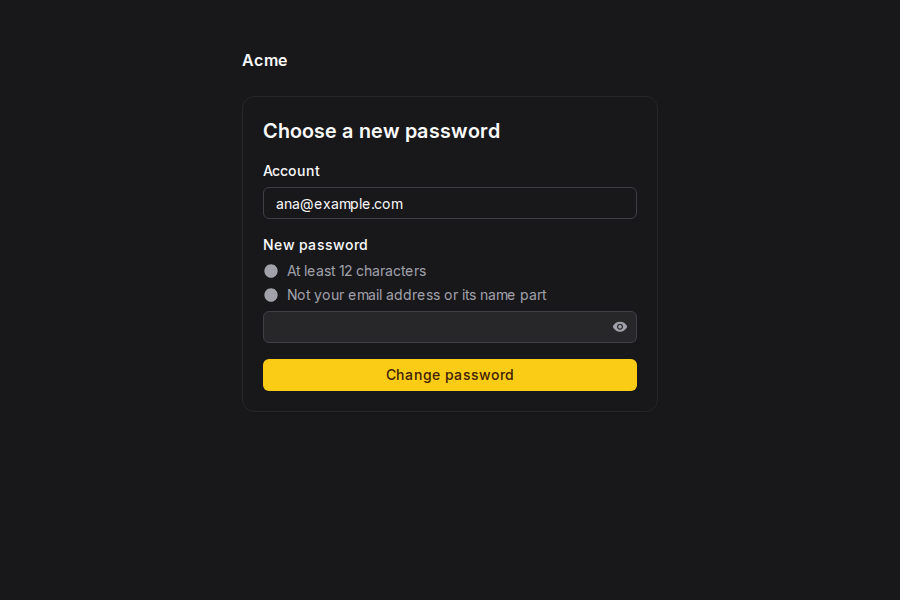 Acme
Choose a new password
Account
ana@example.com
New password
At least 12 characters
Not your email address or its name part
Change password